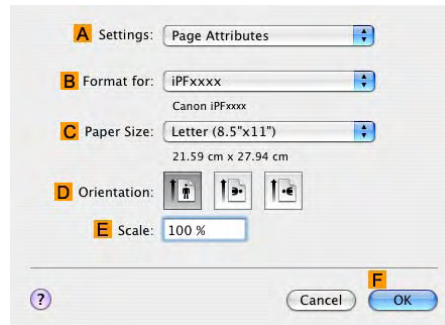 A Settings: Page Attributes
B Format for: iPFxxxx
Canon iPFxxxx
C Paper Size: Letter (8.5"x11")
21.59 cm x 27.94 cm
D Orientation:
E Scale: 100 %
F
? Cancel OK